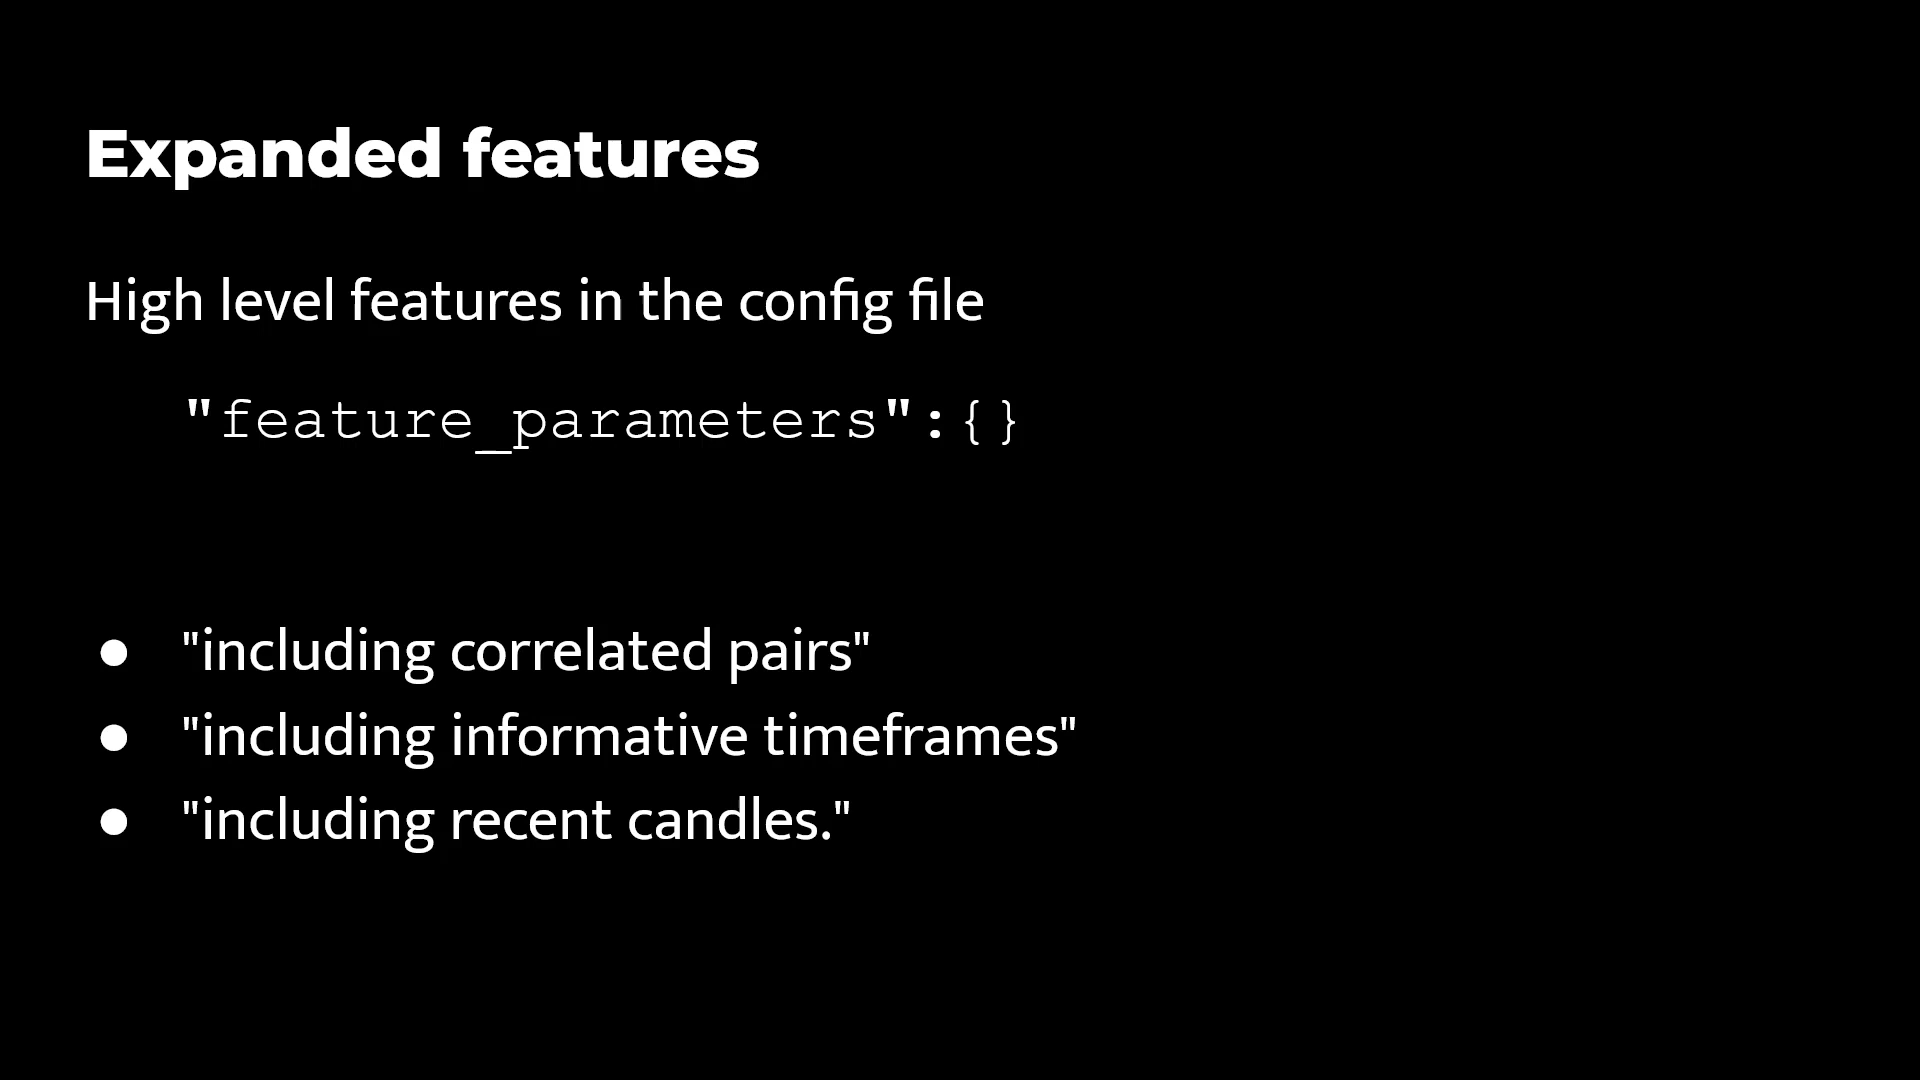 Expanded features
High level features in the config file
"feature_parameters":{}
● "including correlated pairs"
● "including informative timeframes"
● "including recent candles."